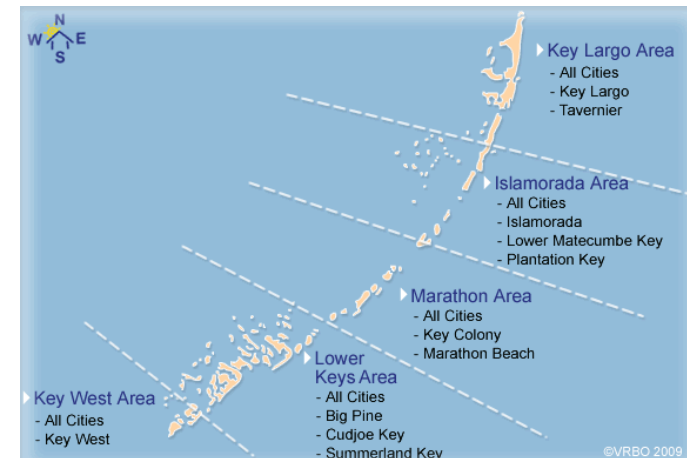 N
W E
S
Key Largo Area
- All Cities
- Key Largo
- Tavernier
Islamorada Area
- All Cities
- Islamorada
- Lower Matecumbe Key
- Plantation Key
Marathon Area
- All Cities
- Key Colony
- Marathon Beach
Lower
Keys Area
- All Cities
- Big Pine
- Cudjoe Key
- Summerland Key
Key West Area
- All Cities
- Key West
©VRBO 2009